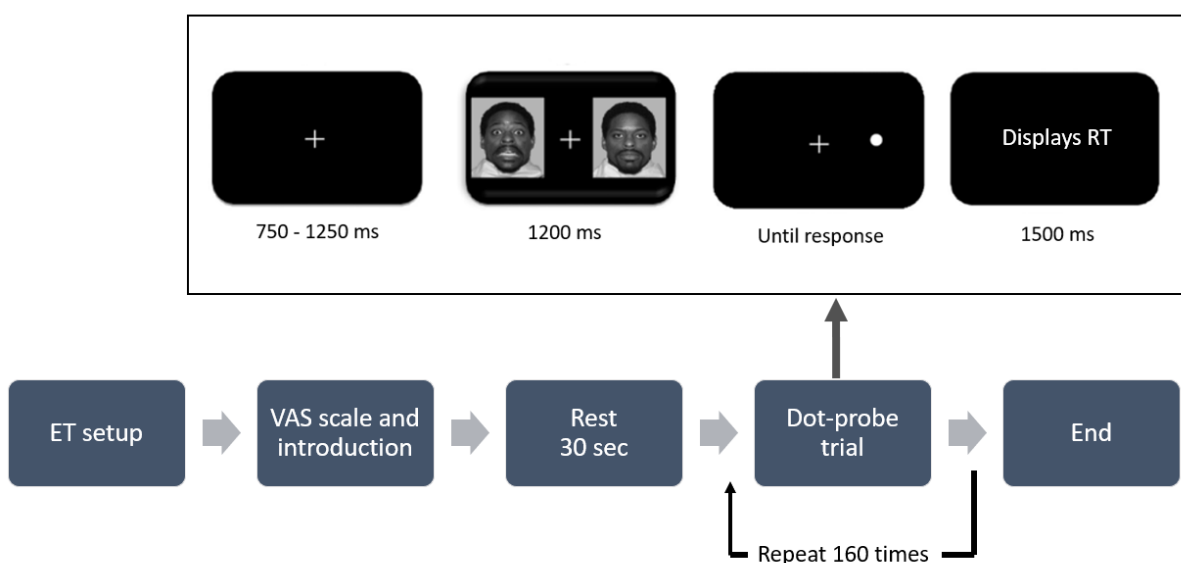 Displays RT
750 - 1250 ms
1200 ms
Until response
1500 ms
ET setup
VAS scale and
introduction
Rest
30 sec
Dot-probe
trial
End
Repeat 160 times